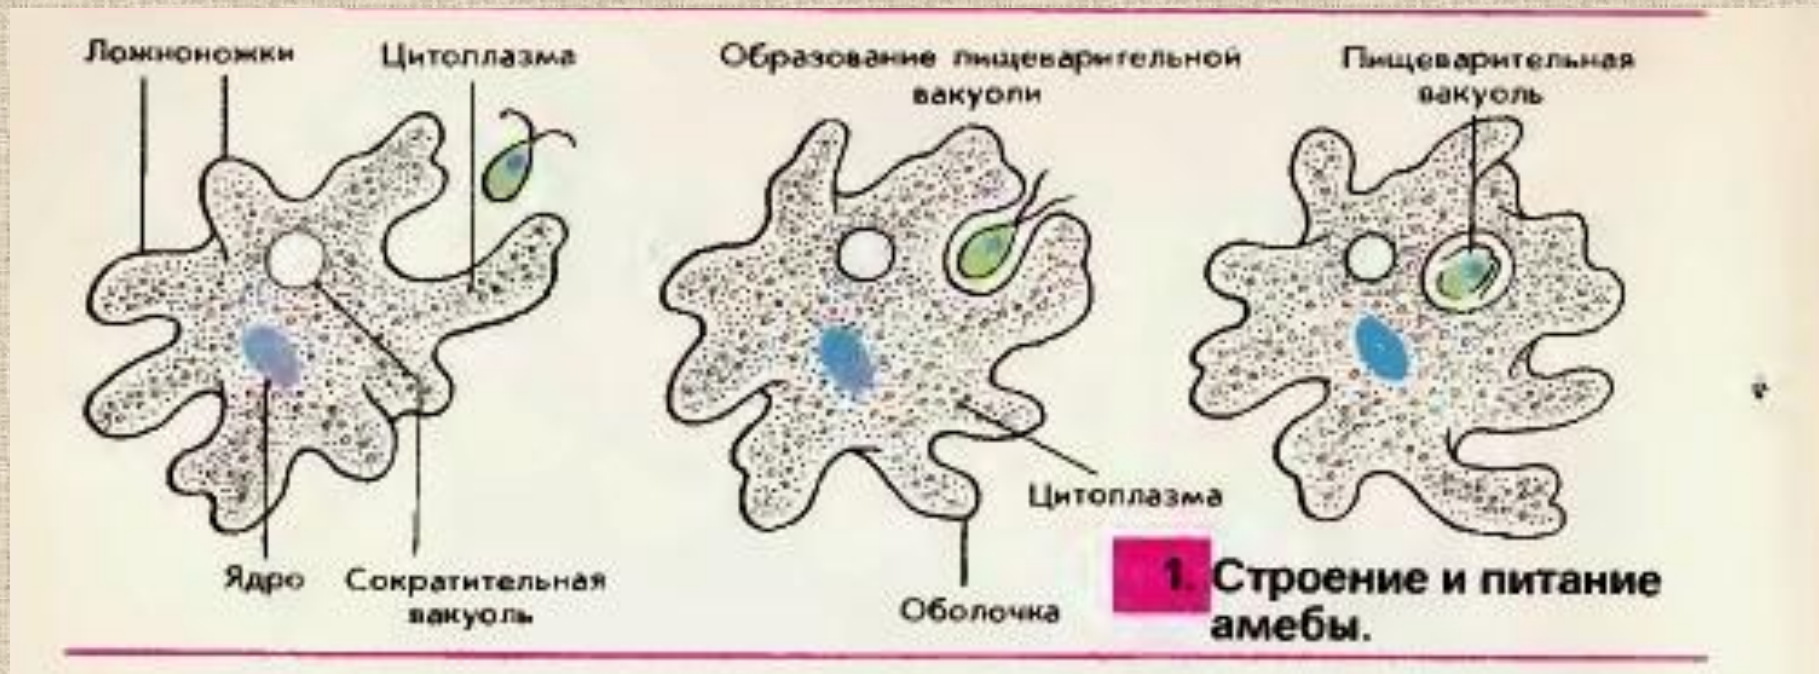 Ложноножки
Цитоплазма
Образование пищеварительной
вакуоли
Пищеварительная
вакуоль
Ядро
Сократительная
вакуоль
Цитоплазма
Оболочка
1. Строение и питание
амебы.